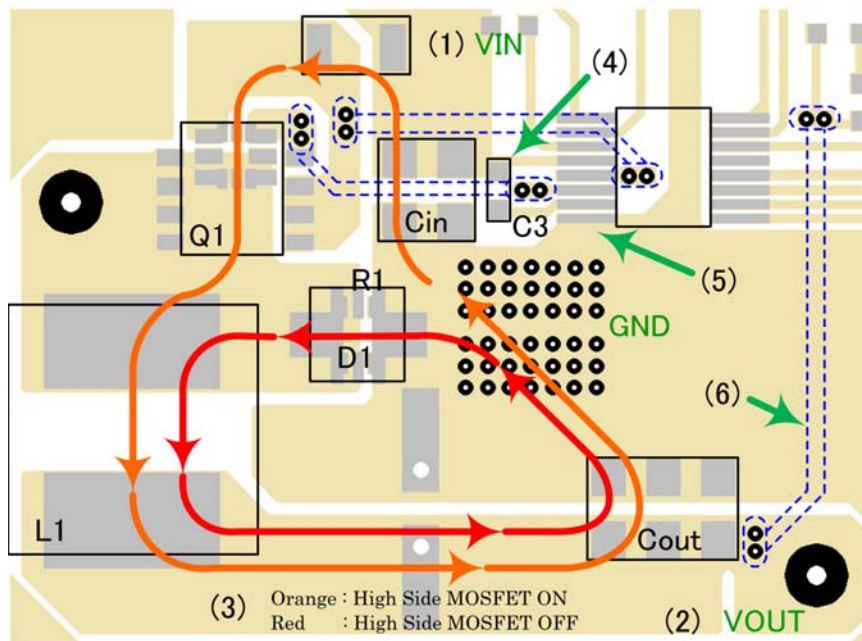 (1) VIN
(4)
Q1
Cin
C3
(5)
R1
GND
D1
(6)
L1
Cout
(3) Orange : High Side MOSFET ON
Red : High Side MOSFET OFF
(2) VOUT